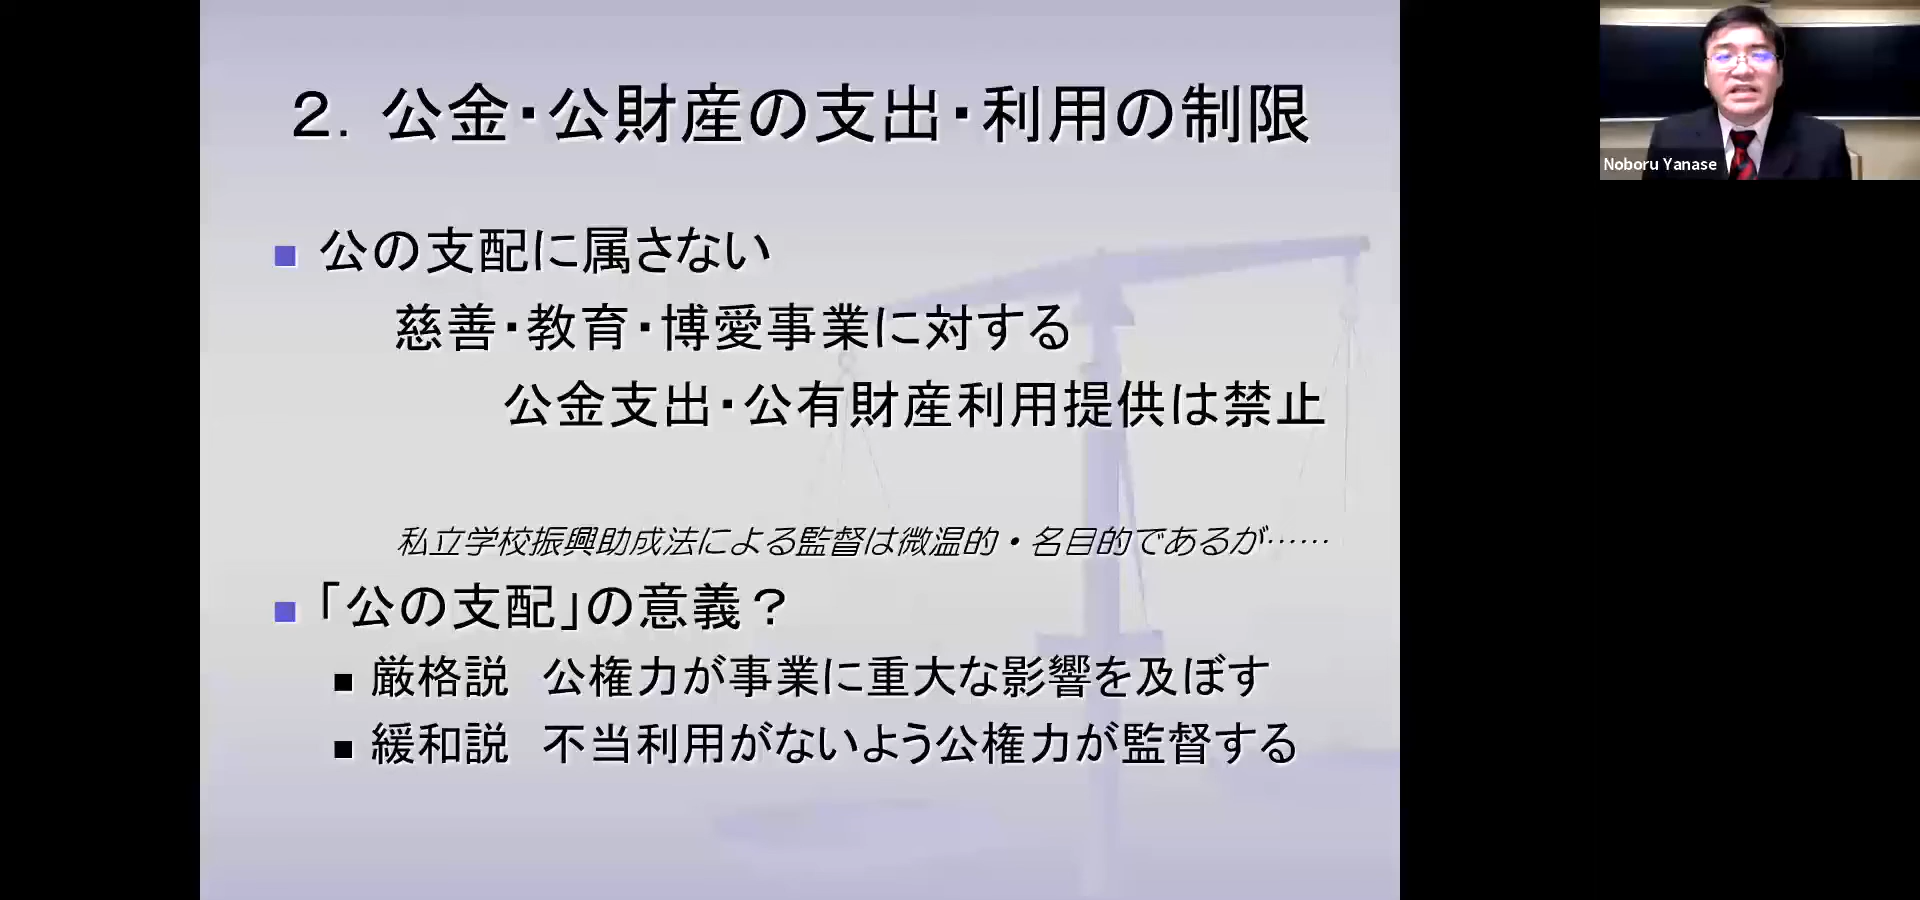 ２．公金・公財産の支出・利用の制限
公の支配に属さない
慈善・教育・博愛事業に対する
公金支出・公有財産利用提供は禁止
私立学校振興助成法による監督は微温的・名目的であるが……
「公の支配」の意義？
厳格説　公権力が事業に重大な影響を及ぼす
緩和説　不当利用がないよう公権力が監督する
Noboru Yanase